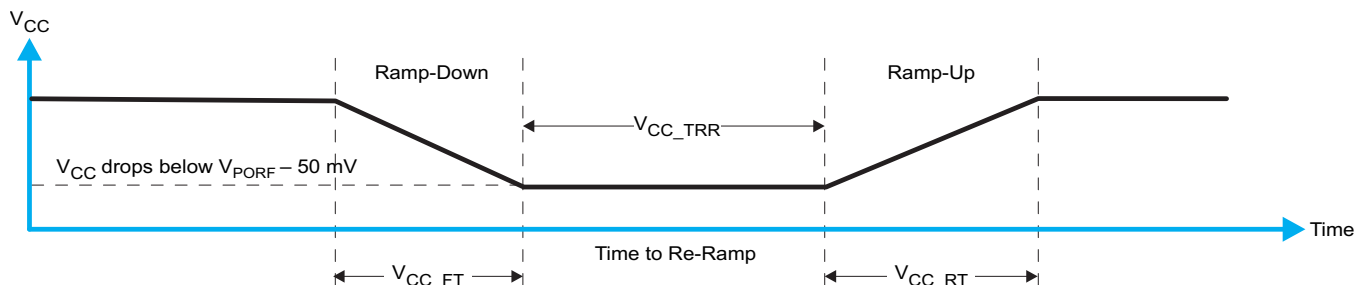 VCC
Ramp-Down
Ramp-Up
VCC_TRR
VCC drops below VPORF – 50 mV
Time
Time to Re-Ramp
VCC_FT
VCC_RT